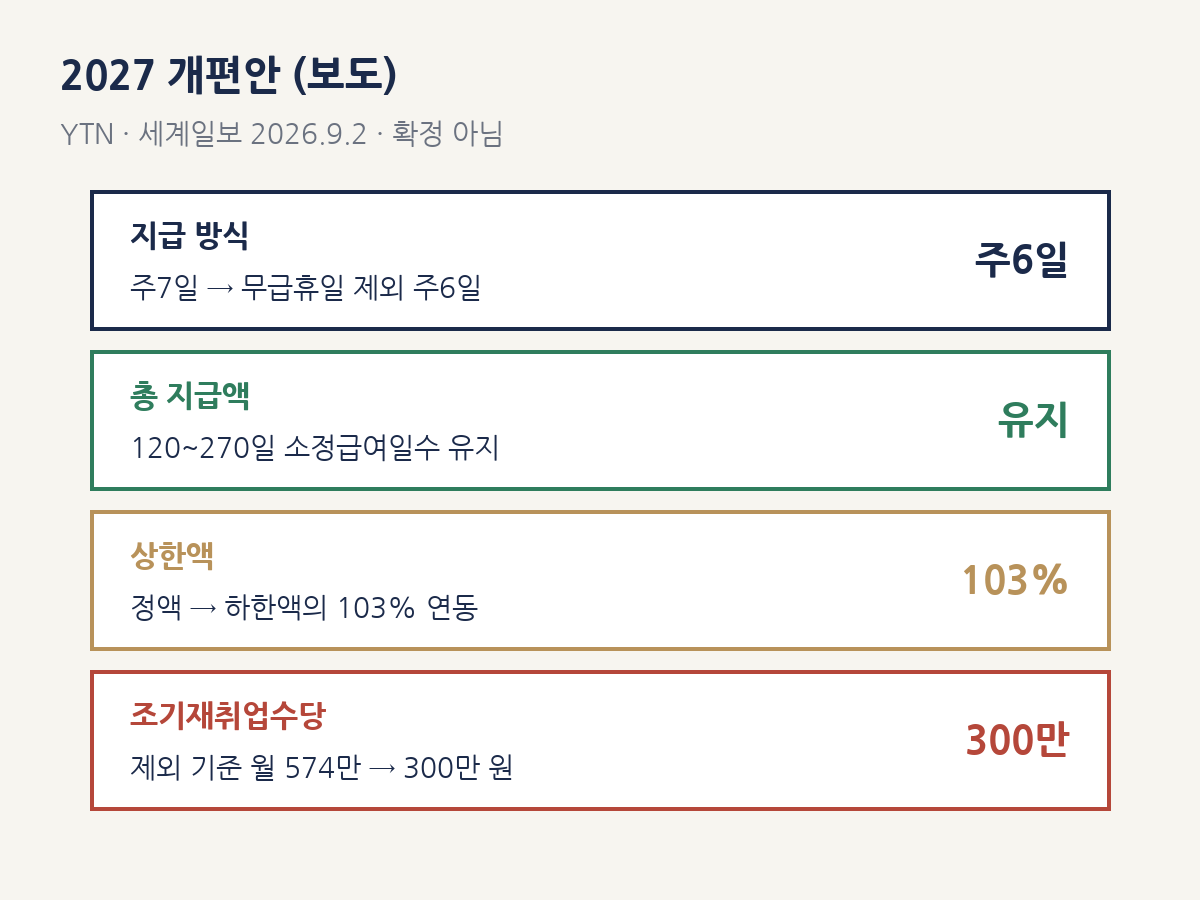 2027 개편안 (보도)
YTN · 세계일보 2026.9.2 · 확정 아님
지급 방식
주7일 → 무급휴일 제외 주6일
주6일
총 지급액
120~270일 소정급여일수 유지
유지
상한액
정액 → 하한액의 103% 연동
103%
조기재취업수당
제외 기준 월 574만 → 300만 원
300만